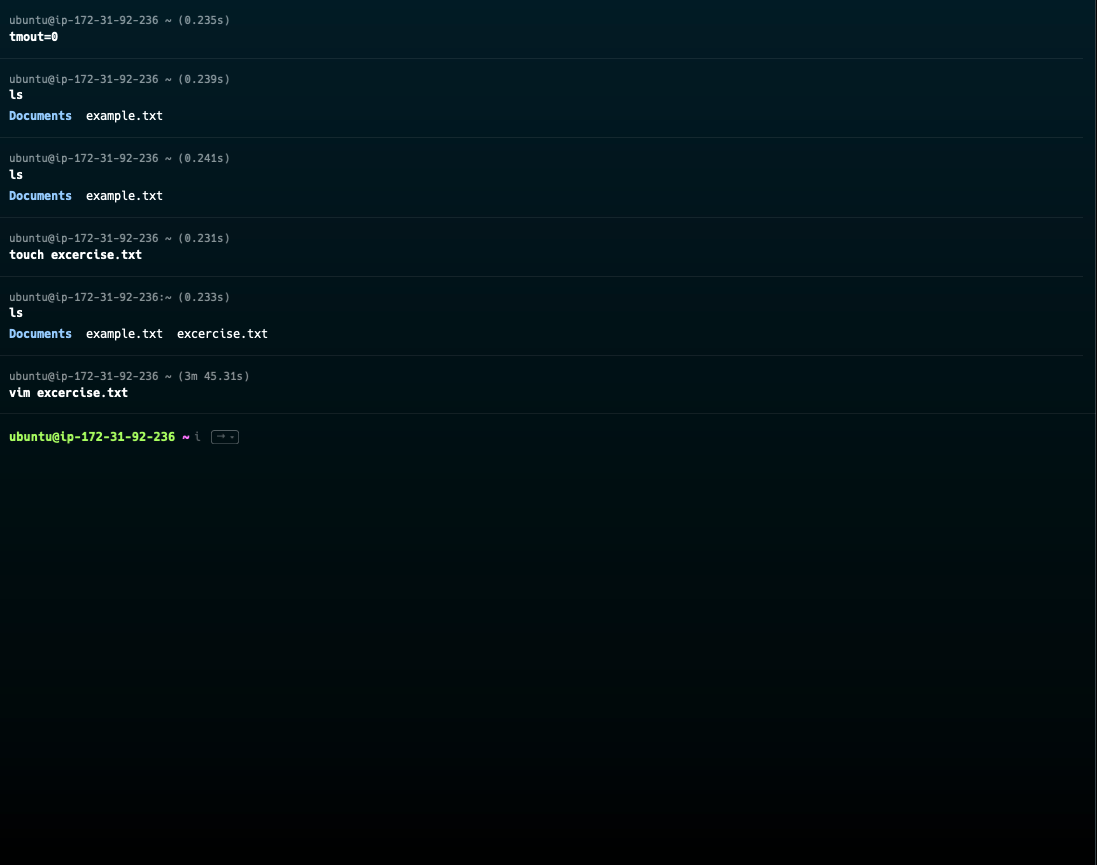 ubuntu@ip-172-31-92-236 ~ (0.235s)
tmout=0
ubuntu@ip-172-31-92-236 ~ (0.239s)
ls
Documents  example.txt
ubuntu@ip-172-31-92-236 ~ (0.241s)
ls
Documents  example.txt
ubuntu@ip-172-31-92-236 ~ (0.231s)
touch excercise.txt
ubuntu@ip-172-31-92-236:~ (0.233s)
ls
Documents  example.txt  excercise.txt
ubuntu@ip-172-31-92-236 ~ (3m 45.31s)
vim excercise.txt
ubuntu@ip-172-31-92-236 ~ i